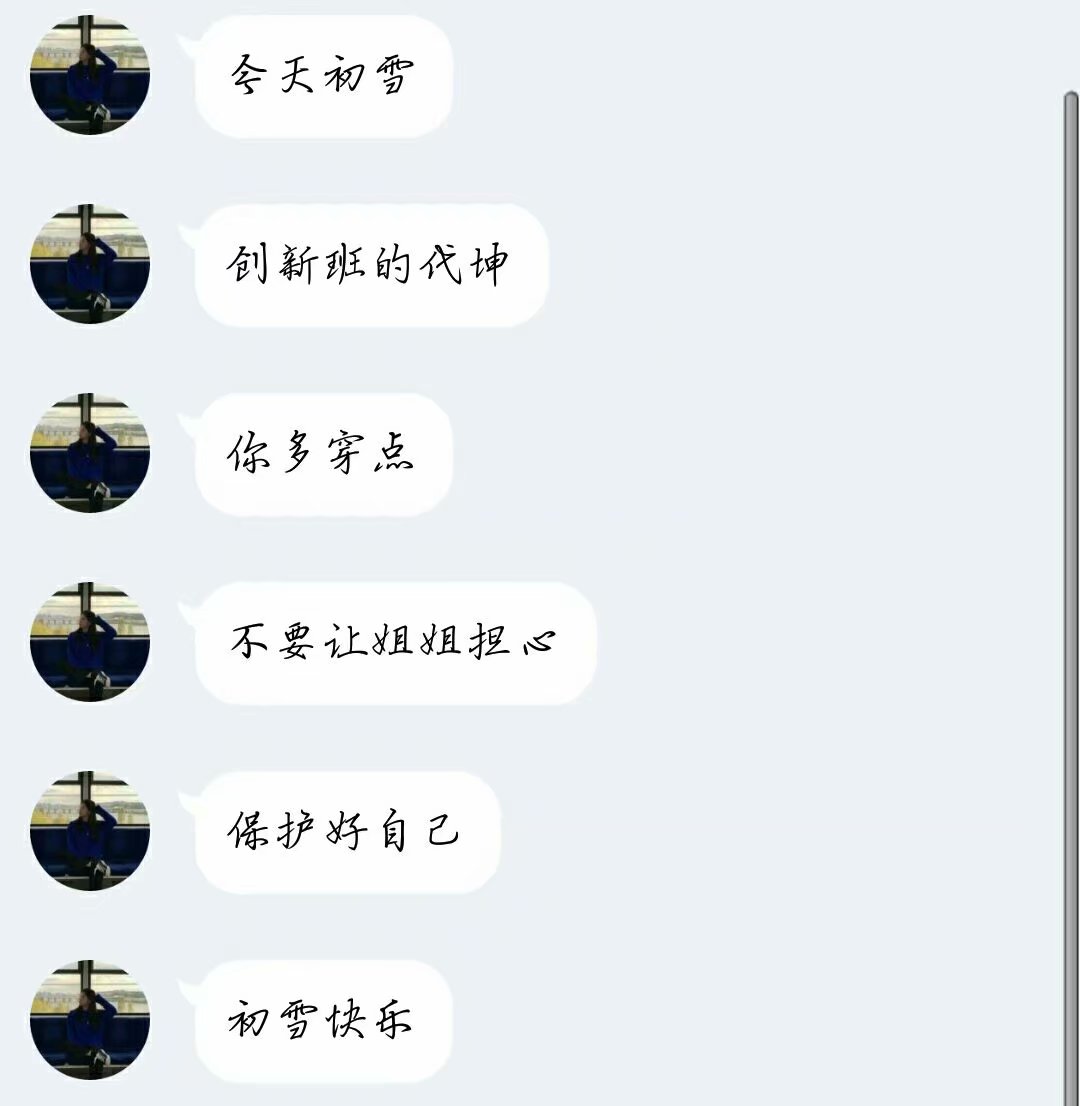 今天初雪
创新班的代坤
你多穿点
不要让姐姐担心
保护好自己
初雪快乐